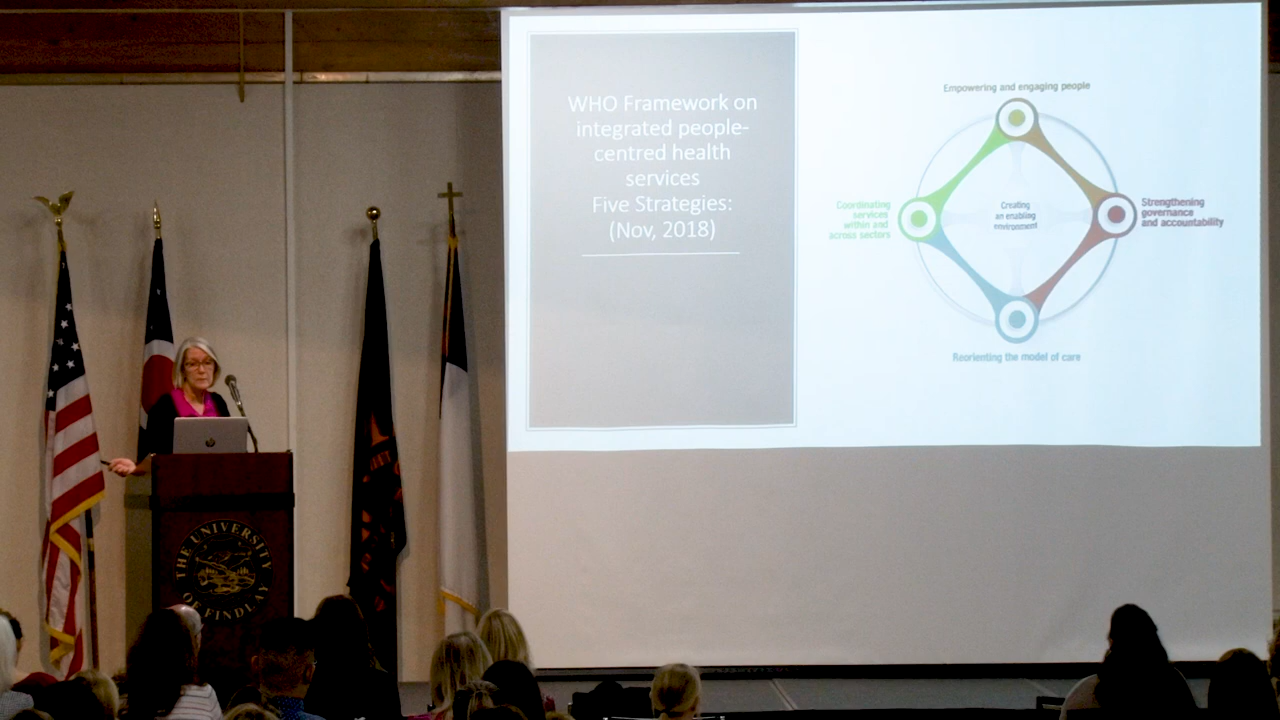 WHO Framework on
integrated people-
centred health
services
Five Strategies:
(Nov, 2018)
Empowering and engaging people
Coordinating
services
within and
across sectors
Creating
an enabling
environment
Strengthening
governance
and accountability
Reorienting the model of care
THE UNIVERSITY
OF FINDLAY